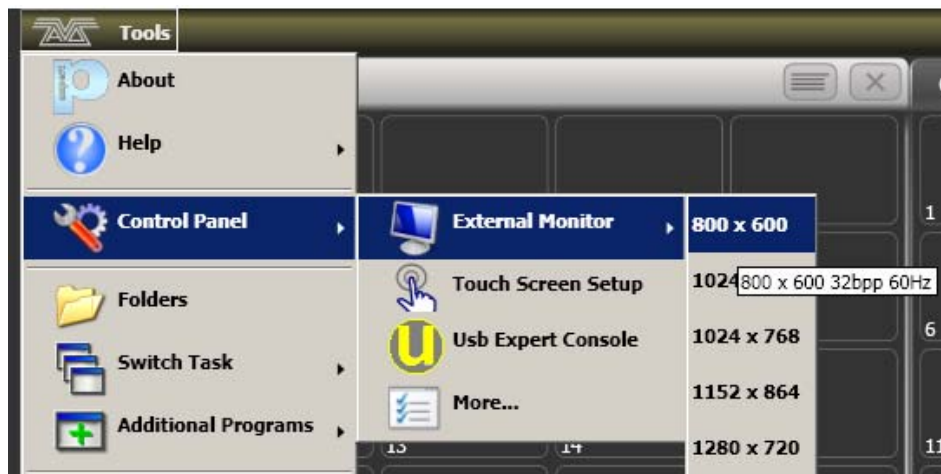 Tools
About
Help
Control Panel
Folders
Switch Task
Additional Programs
External Monitor
Touch Screen Setup
Usb Expert Console
More...
800 x 600
1024
800 x 600 32bpp 60Hz
1024 x 768
1152 x 864
1280 x 720
1
6
11
13
14